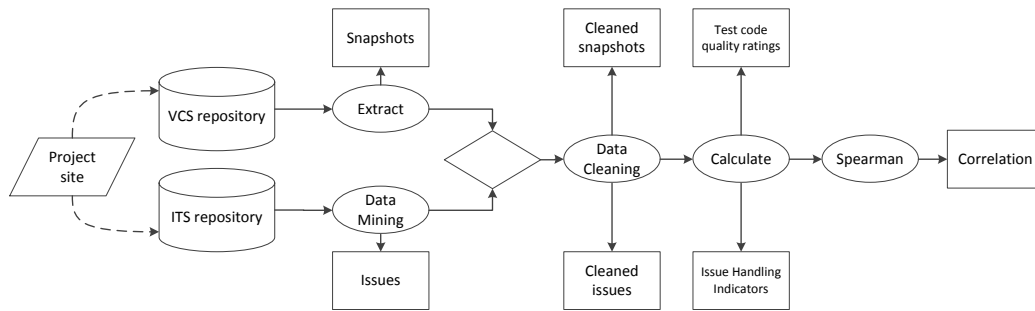 Snapshots
Cleaned
snapshots
Test code
quality ratings
VCS repository
Extract
Project
site
Data
Cleaning
Calculate
Spearman
Correlation
ITS repository
Data
Mining
Issues
Cleaned
issues
Issue Handling
Indicators